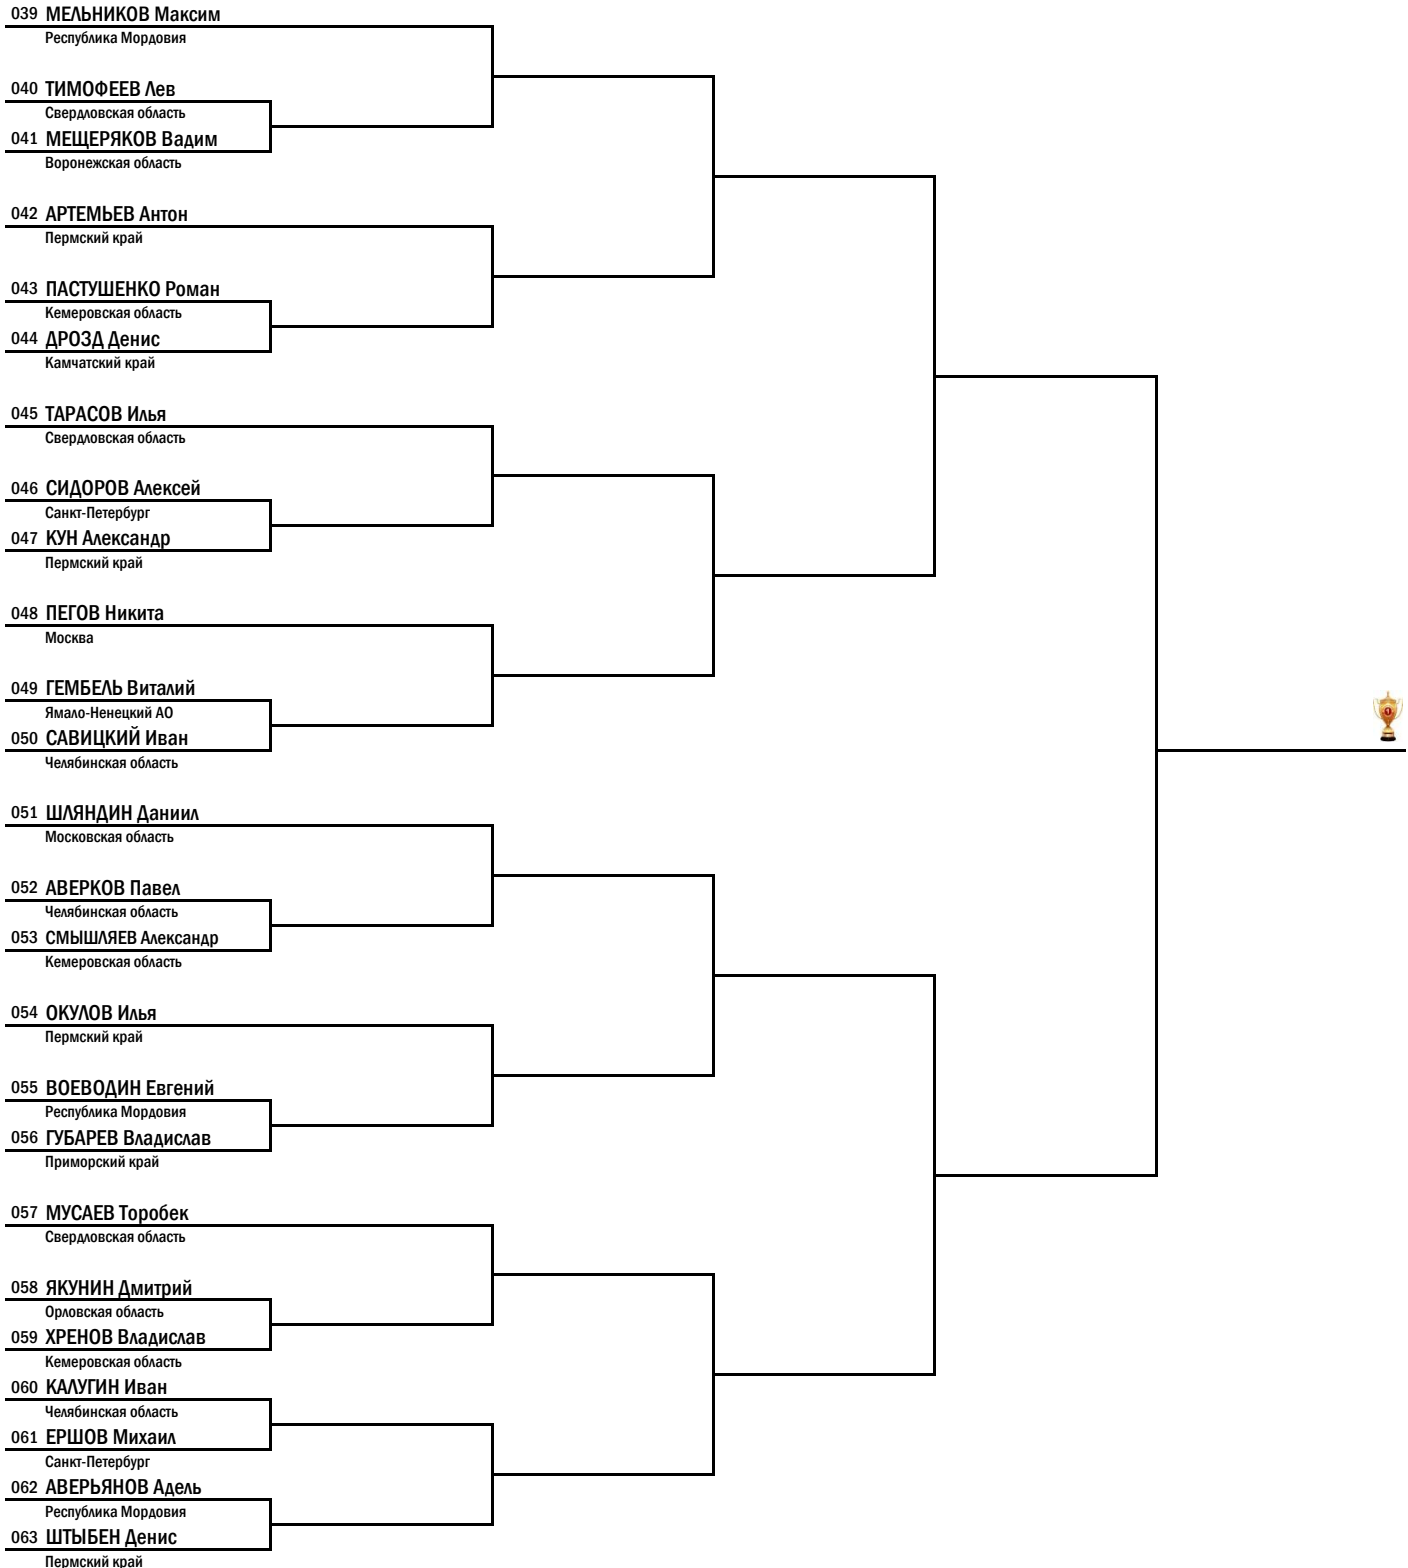 039 МЕЛЬНИКОВ Максим
Республика Мордовия
040 ТИМОФЕЕВ Лев
Свердловская область
041 МЕЩЕРЯКОВ Вадим
Воронежская область
042 АРТЕМЬЕВ Антон
Пермский край
043 ПАСТУШЕНКО Роман
Кемеровская область
044 ДРОЗД Денис
Камчатский край
045 ТАРАСОВ Илья
Свердловская область
046 СИДОРОВ Алексей
Санкт-Петербург
047 КУН Александр
Пермский край
048 ПЕГОВ Никита
Москва
049 ГЕМБЕЛЬ Виталий
Ямало-Ненецкий АО
050 САВИЦКИЙ Иван
Челябинская область
051 ШЛЯНДИН Даниил
Московская область
052 АВЕРКОВ Павел
Челябинская область
053 СМЫШЛЯЕВ Александр
Кемеровская область
054 ОКУЛОВ Илья
Пермский край
055 ВОЕВОДИН Евгений
Республика Мордовия
056 ГУБАРЕВ Владислав
Приморский край
057 МУСАЕВ Торобек
Свердловская область
058 ЯКУНИН Дмитрий
Орловская область
059 ХРЕНОВ Владислав
Кемеровская область
060 КАЛУГИН Иван
Челябинская область
061 ЕРШОВ Михаил
Санкт-Петербург
062 АВЕРЬЯНОВ Адель
Республика Мордовия
063 ШТЫБЕН Денис
Пермский край
1